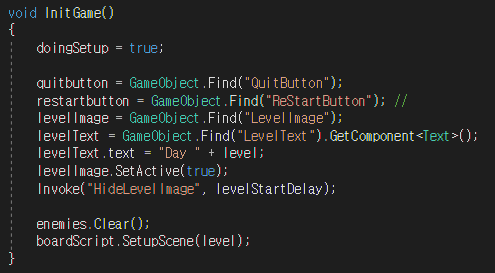 void InitGame()
{
    doingSetup = true;

    quitbutton = GameObject.Find("QuitButton");
    restartbutton = GameObject.Find("ReStartButton"); //
    levelImage = GameObject.Find("LevelImage");
    levelText = GameObject.Find("LevelText").GetComponent<Text>();
    levelText.text = "Day " + level;
    levelImage.SetActive(true);
    Invoke("HideLevelImage", levelStartDelay);

    enemies.Clear();
    boardScript.SetupScene(level);
}